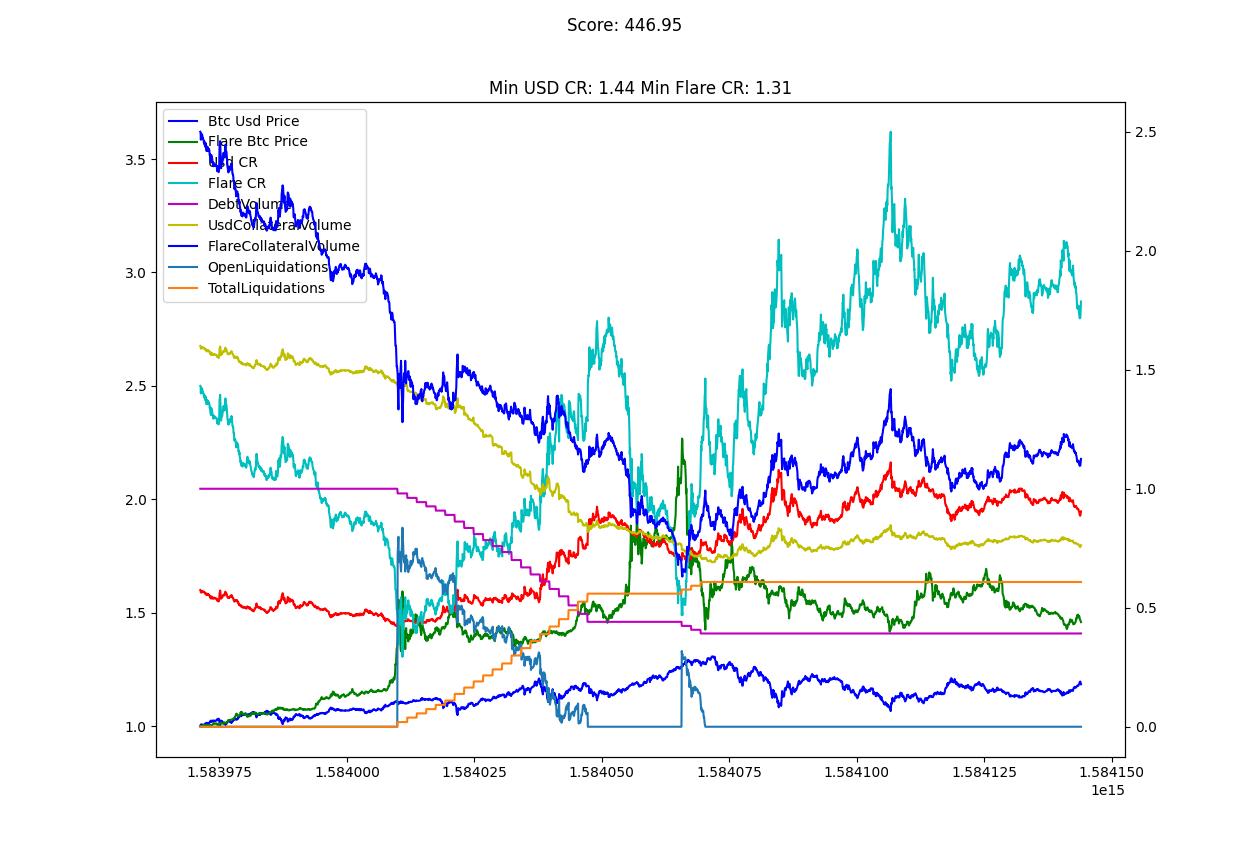 Score: 446.95
Min USD CR: 1.44 Min Flare CR: 1.31
Btc Usd Price
Flare Btc Price
Usd CR
Flare CR
DebtVolume
UsdCollateralVolume
FlareCollateralVolume
OpenLiquidations
TotalLiquidations
3.5
3.0
2.5
2.0
1.5
1.0
2.5
2.0
1.5
1.0
0.5
0.0
1.583975 1.584000 1.584025 1.584050 1.584075 1.584100 1.584125 1.584150
1e15